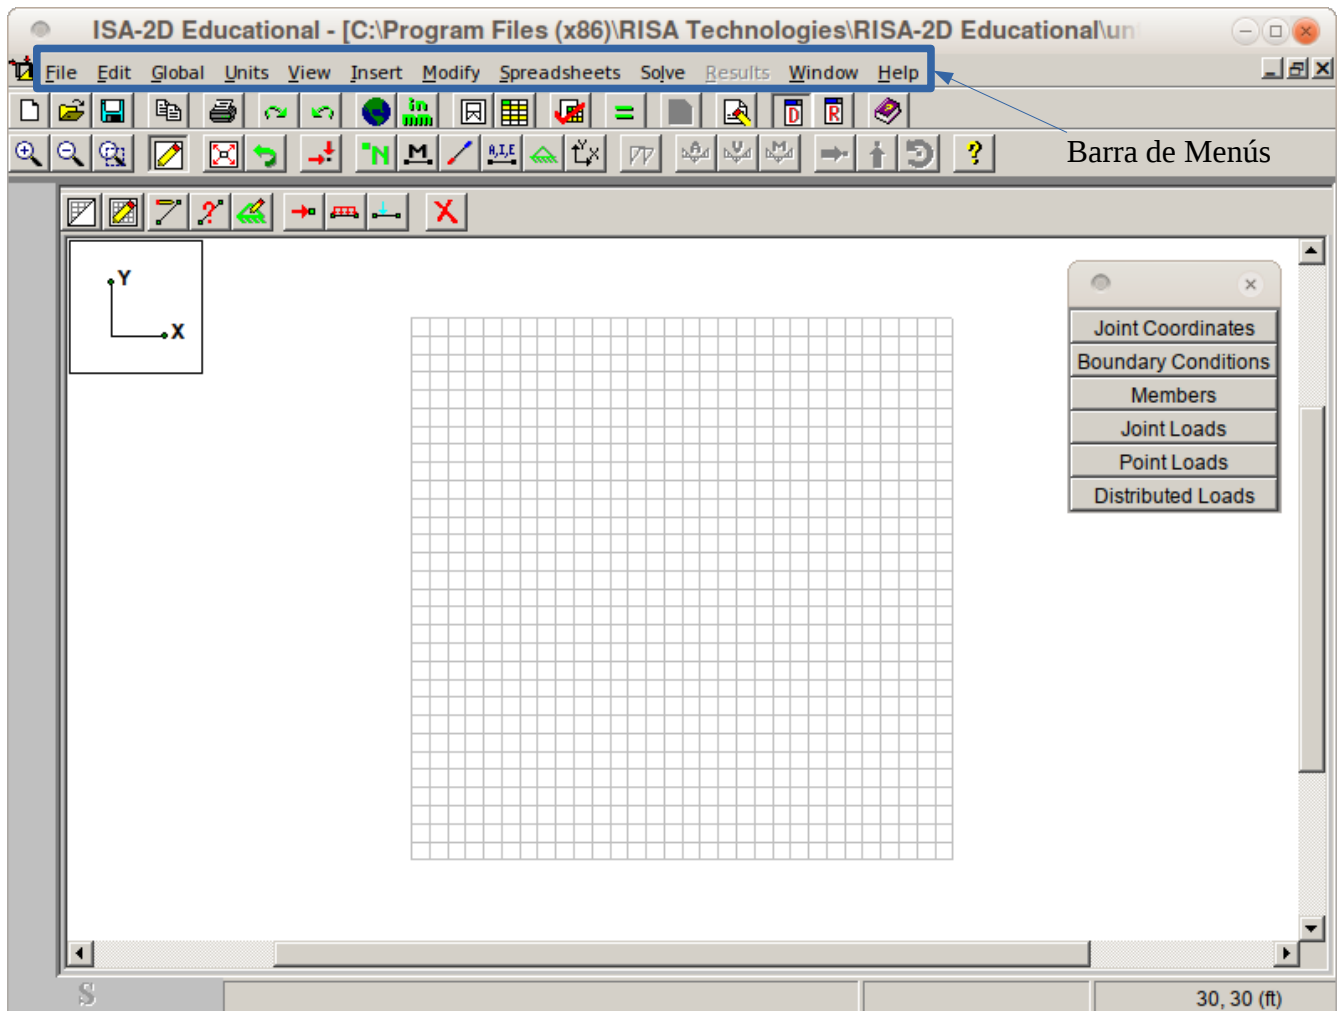 ISA-2D Educational - [C:\Program Files (x86)\RISA Technologies\RISA-2D Educational\un
File Edit Global Units View Insert Modify Spreadsheets Solve Results Window Help
in
mm
D R
Barra de Menús
N M A,I,E Y X V M ?
Y
X
Joint Coordinates
Boundary Conditions
Members
Joint Loads
Point Loads
Distributed Loads
S
30, 30 (ft)